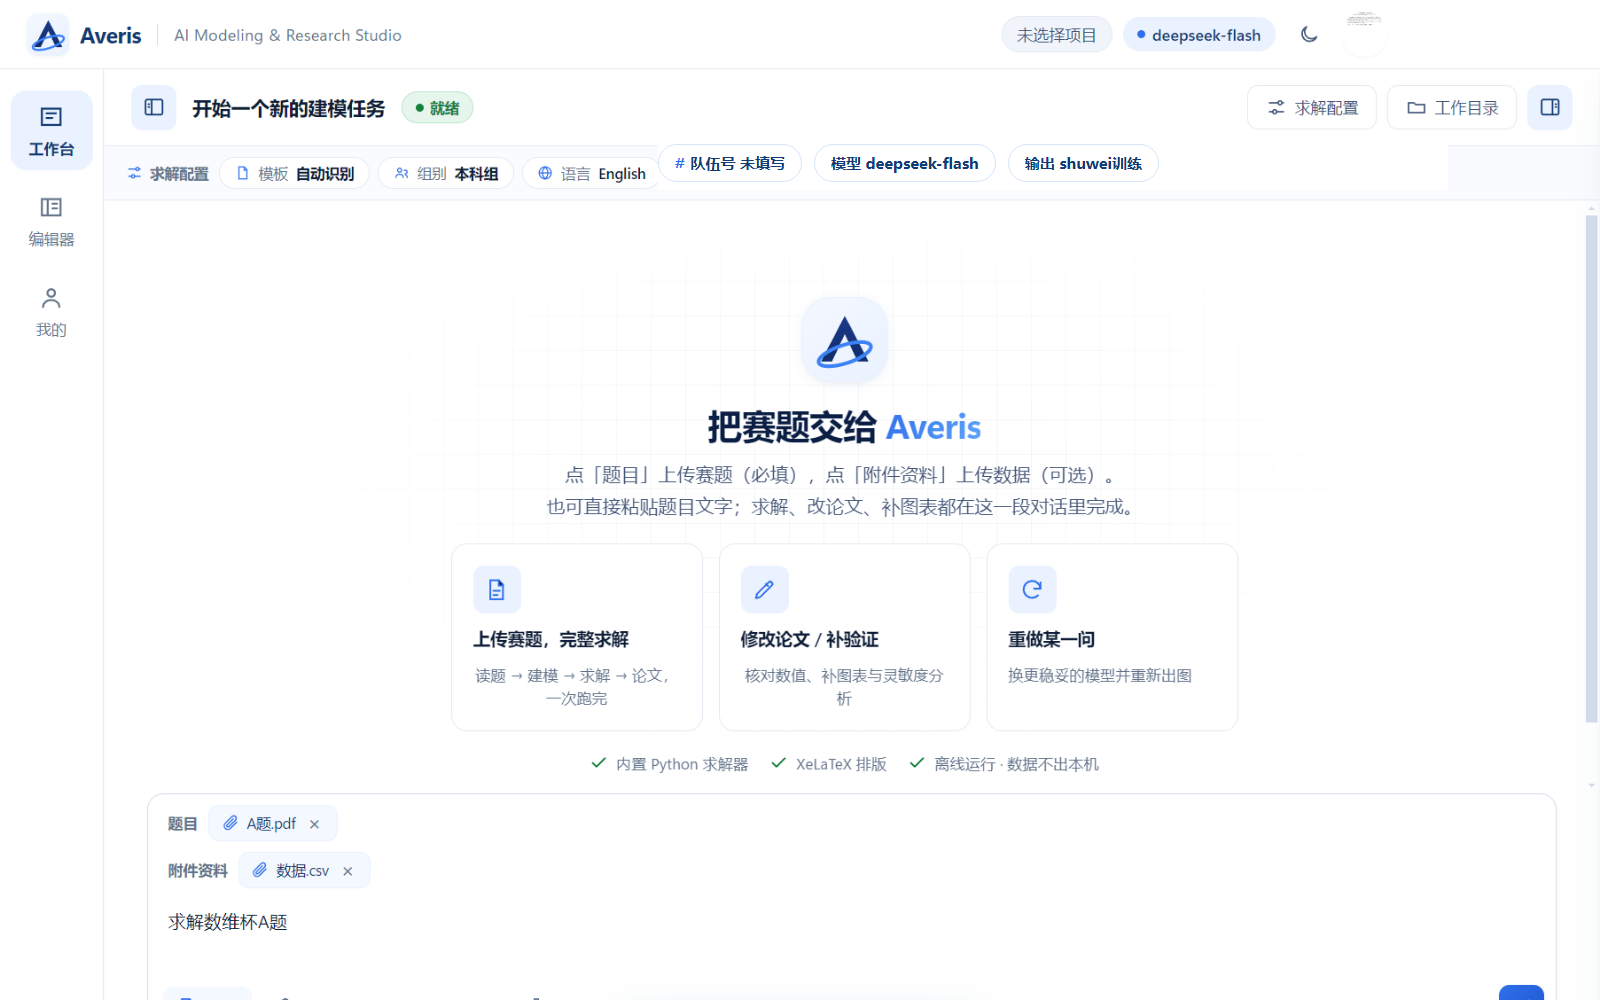 Averis
AI Modeling & Research Studio
未选择项目
deepseek-flash
工作台
编辑器
我的
开始一个新的建模任务
就绪
求解配置
工作目录
求解配置
模板 自动识别
组别 本科组
语言 English
# 队伍号 未填写
模型 deepseek-flash
输出 shuwei训练
把赛题交给 Averis
点「题目」上传赛题（必填），点「附件资料」上传数据（可选）。
也可直接粘贴题目文字；求解、改论文、补图表都在这一段对话里完成。
上传赛题，完整求解
读题 → 建模 → 求解 → 论文，
一次跑完
修改论文 / 补验证
核对数值、补图表与灵敏度分
析
重做某一问
换更稳妥的模型并重新出图
内置 Python 求解器
XeLaTeX 排版
离线运行 · 数据不出本机
题目
A题.pdf
附件资料
数据.csv
求解数维杯A题